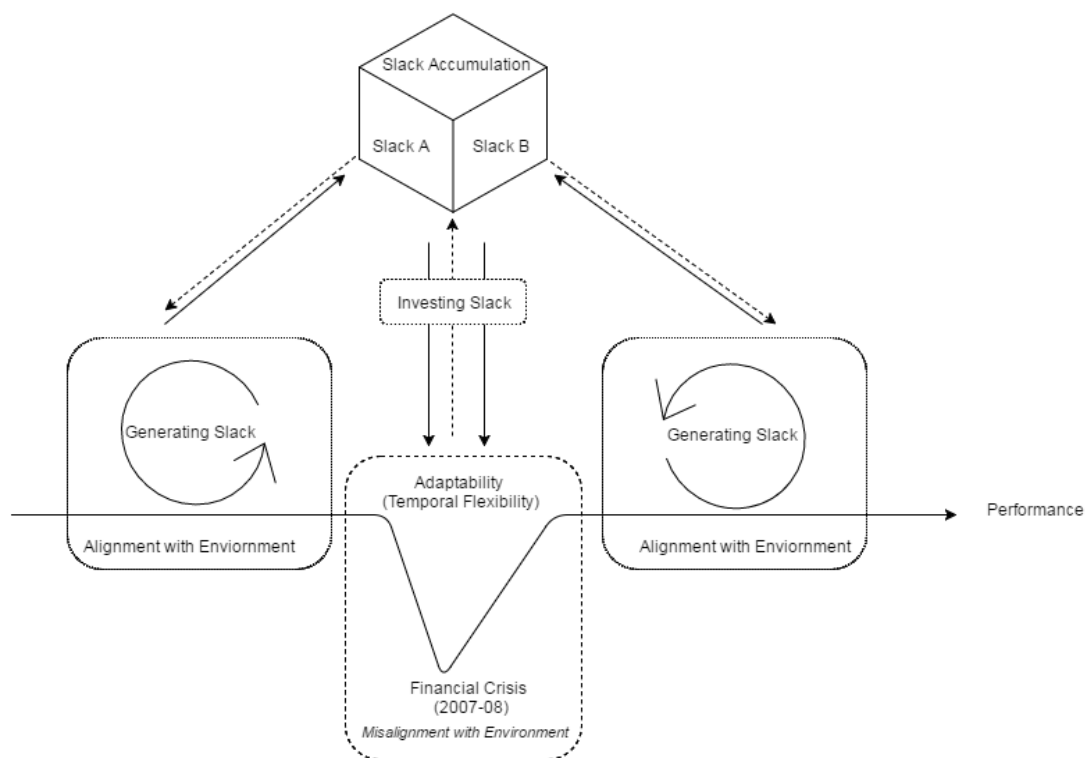 Slack Accumulation
Slack A
Slack B
Investing Slack
Generating Slack
Generating Slack
Adaptability
(Temporal Flexibility)
Performance
Alignment with Enviornment
Alignment with Enviornment
Financial Crisis
(2007-08)
Misalignment with Environment